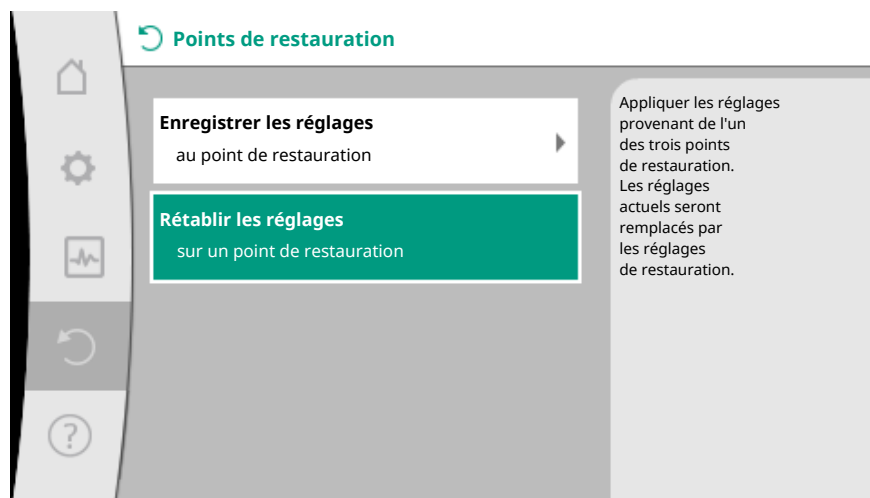 Points de restauration
Enregistrer les réglages
au point de restauration
Rétablir les réglages
sur un point de restauration
Appliquer les réglages
provenant de l'un
des trois points
de restauration.
Les réglages
actuels seront
remplacés par
les réglages
de restauration.
?